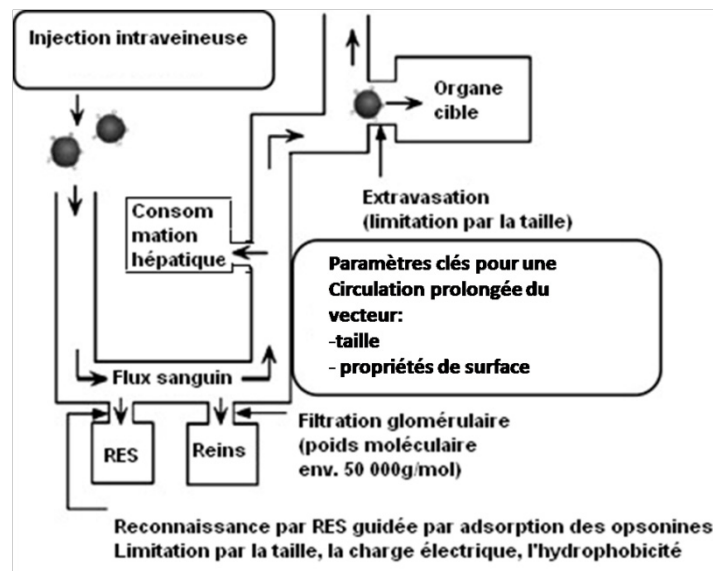 Injection intraveineuse
Organe
cible
Extravasation
(limitation par la taille)
Consom
mation
hépatique
Paramètres clés pour une
Circulation prolongée du
vecteur:
-taille
- propriétés de surface
Flux sanguin
RES
Reins
Filtration glomérulaire
(poids moléculaire
env. 50 000g/mol)
Reconnaissance par RES guidée par adsorption des opsonines
Limitation par la taille, la charge électrique, l'hydrophobicité